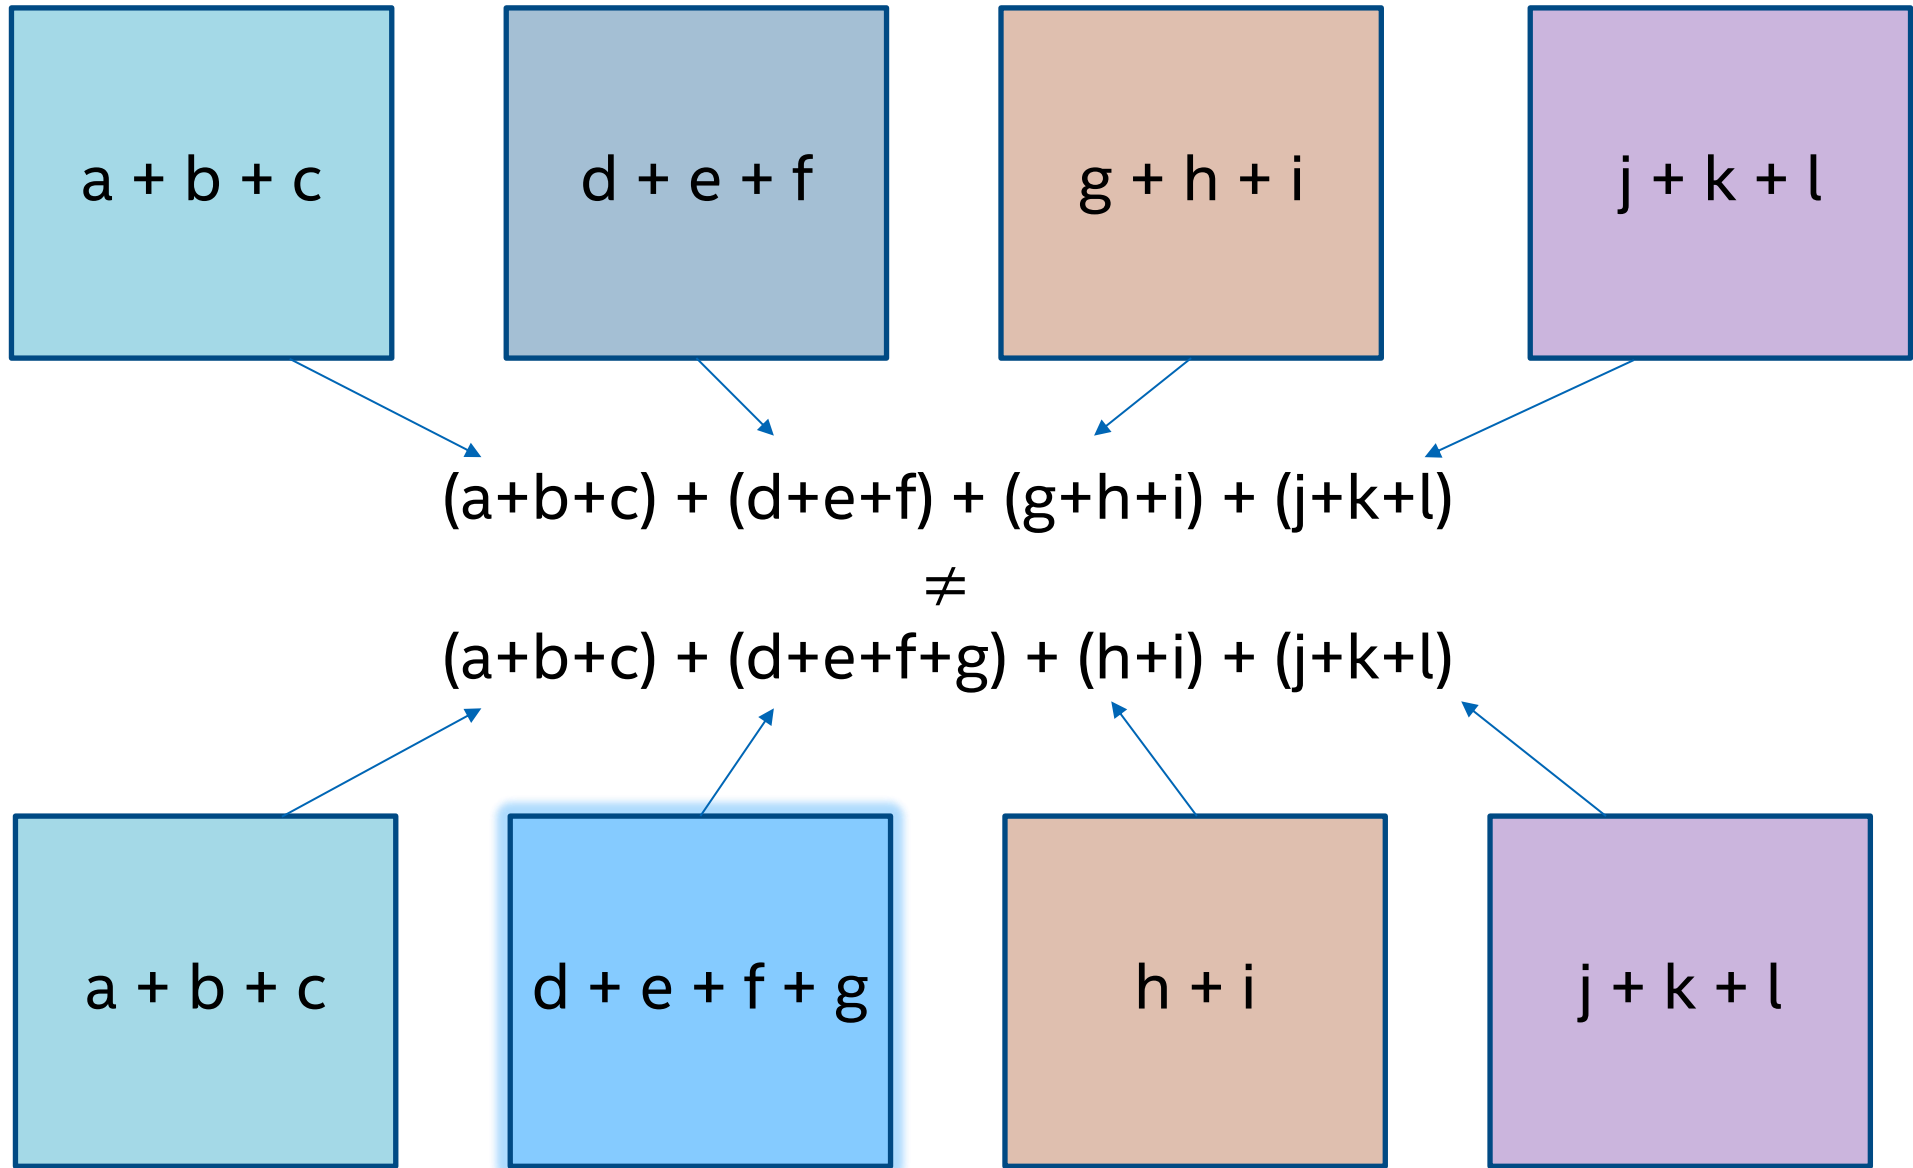 a + b + c
d + e + f
g + h + i
j + k + l
(a+b+c) + (d+e+f) + (g+h+i) + (j+k+l)
≠
(a+b+c) + (d+e+f+g) + (h+i) + (j+k+l)
a + b + c
d + e + f + g
h + i
j + k + l